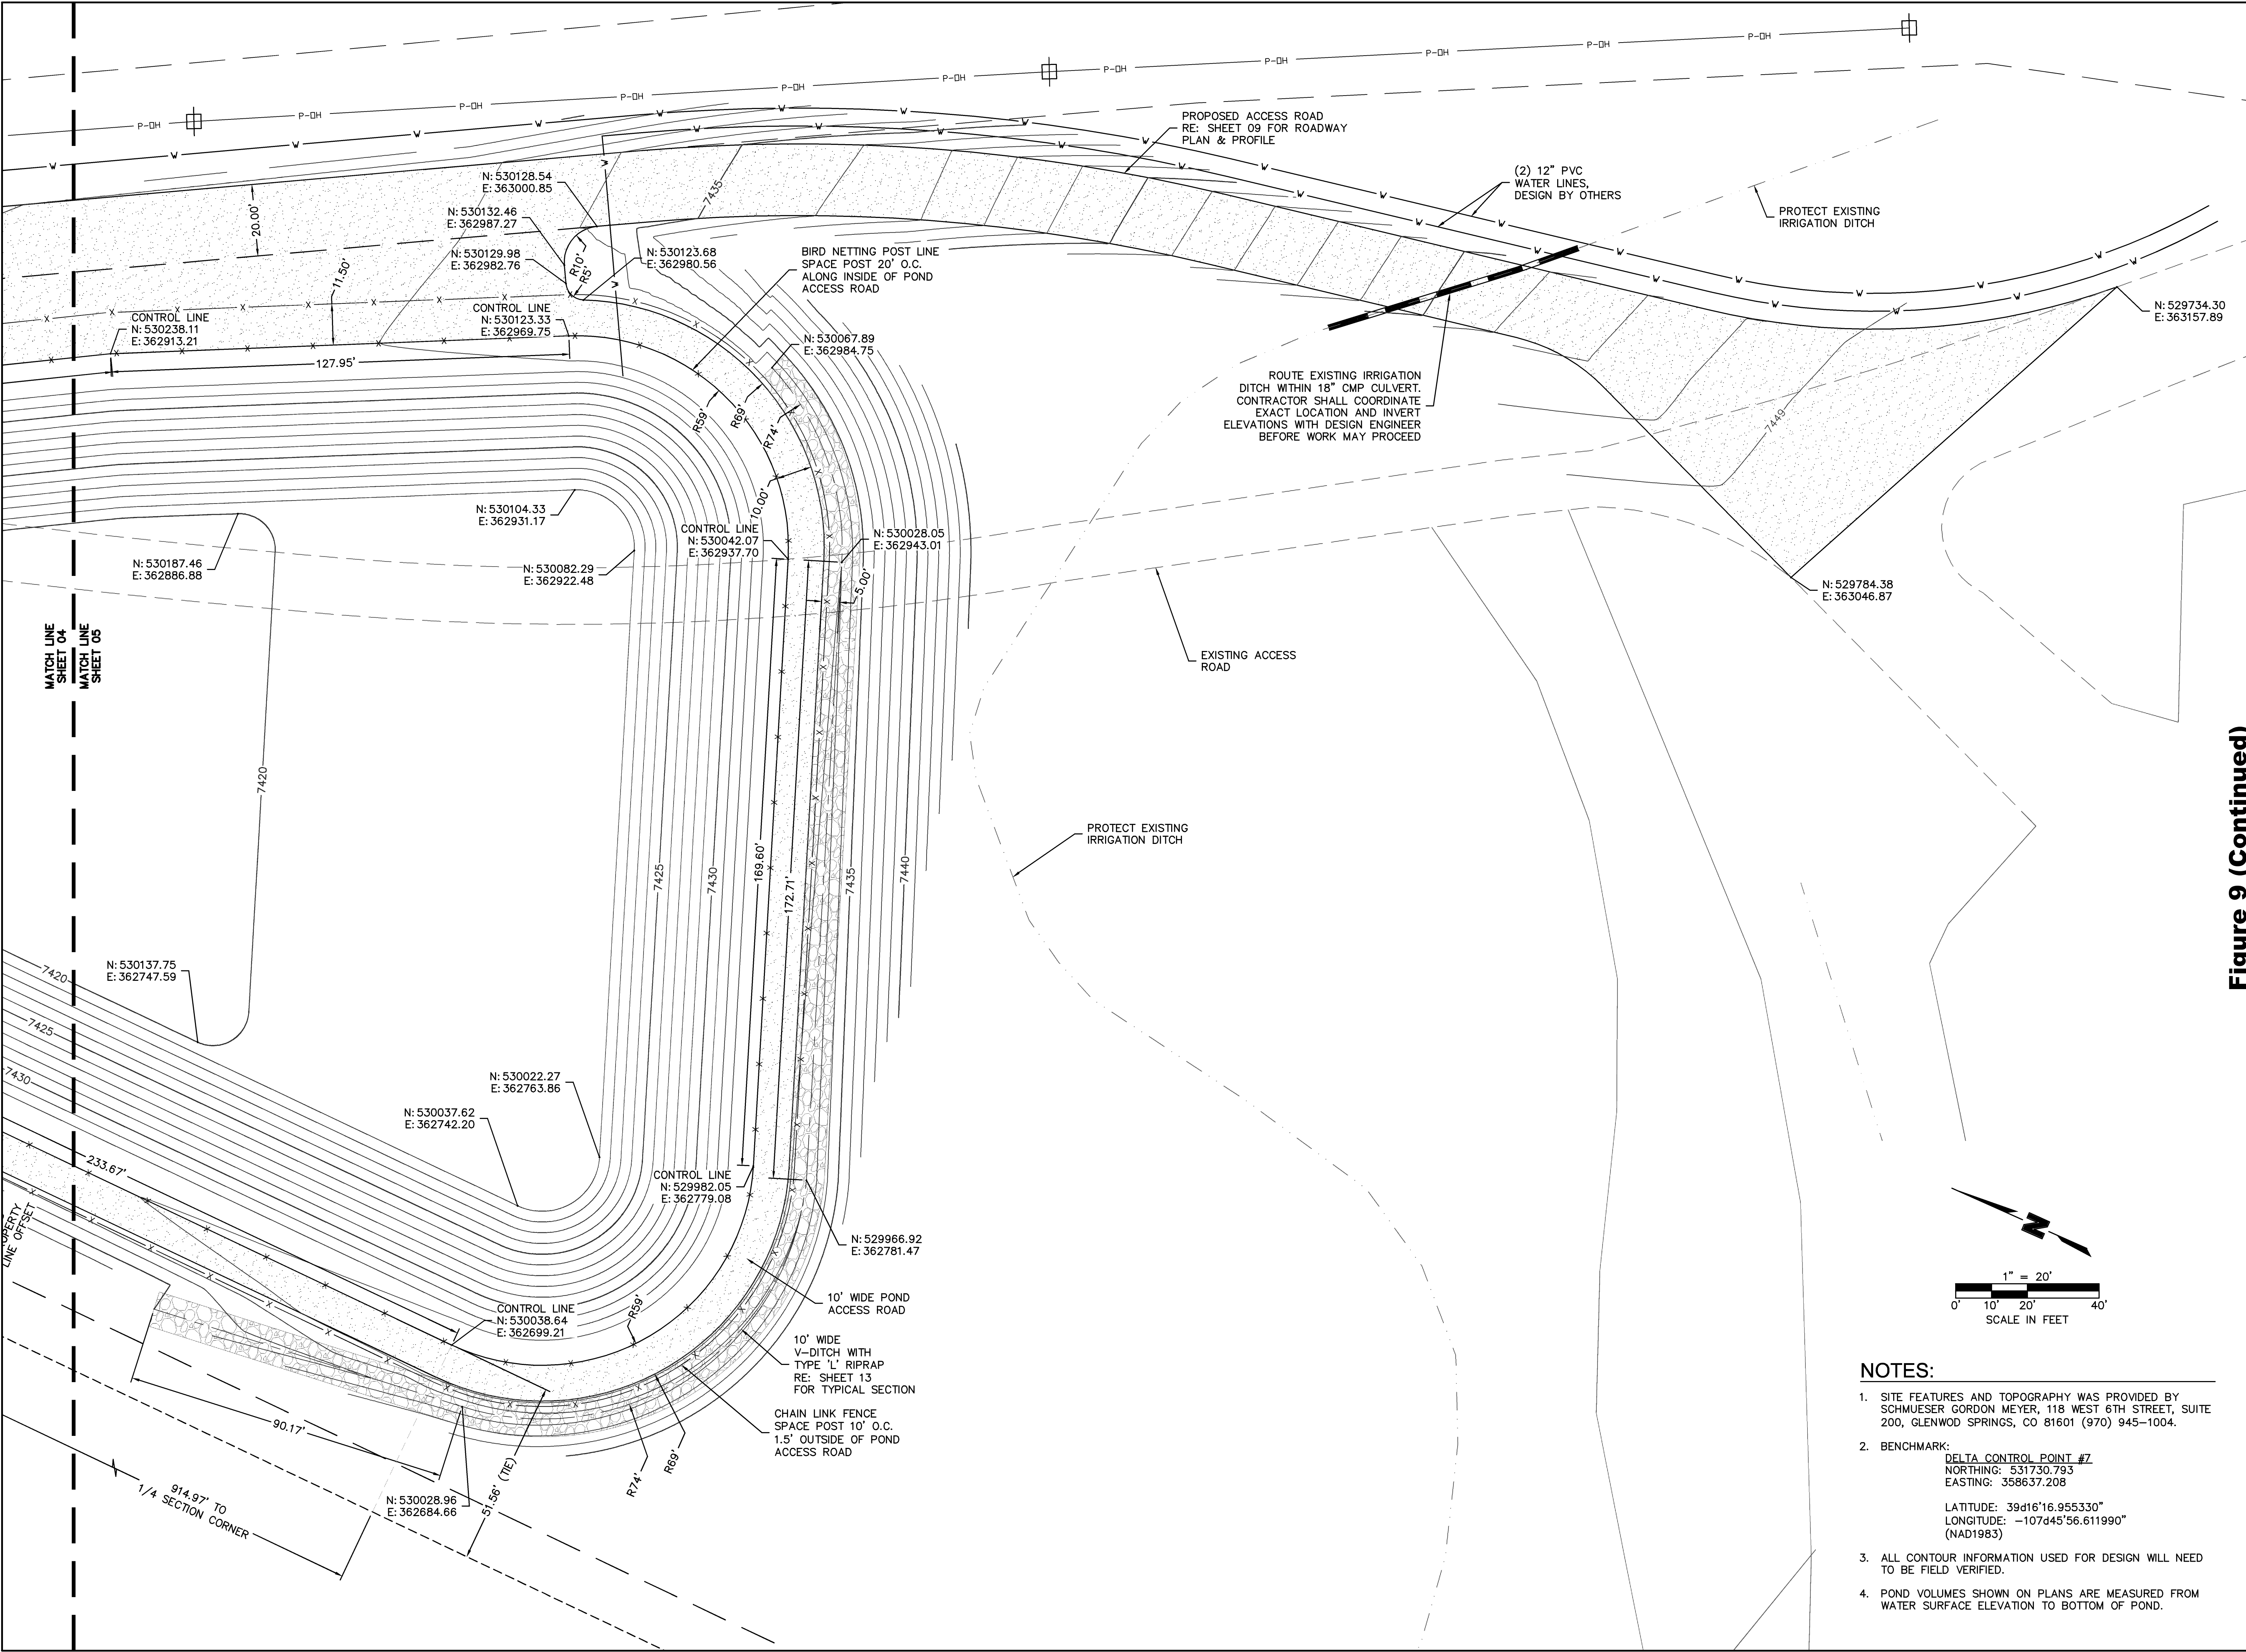 P-OH
P-OH
P-OH
P-OH
P-OH
P-OH
P-OH
P-OH
P-OH
P-OH
P-OH
PROPOSED ACCESS ROAD
RE: SHEET 09 FOR ROADWAY
PLAN & PROFILE
(2) 12" PVC
WATER LINES,
DESIGN BY OTHERS
PROTECT EXISTING
IRRIGATION DITCH
N: 530128.54
E: 363000.85
N: 530132.46
E: 362987.27
N: 530129.98
E: 362982.76
N: 530123.68
E: 362980.56
20.00'
11.50'
R10'
R5'
7435
BIRD NETTING POST LINE
SPACE POST 20' O.C.
ALONG INSIDE OF POND
ACCESS ROAD
CONTROL LINE
N: 530238.11
E: 362913.21
CONTROL LINE
N: 530123.33
E: 362969.75
127.95'
N: 530067.89
E: 362984.75
N: 529734.30
E: 363157.89
ROUTE EXISTING IRRIGATION
DITCH WITHIN 18" CMP CULVERT.
CONTRACTOR SHALL COORDINATE
EXACT LOCATION AND INVERT
ELEVATIONS WITH DESIGN ENGINEER
BEFORE WORK MAY PROCEED
R59'
R69'
R74'
7449
10.00'
N: 530104.33
E: 362931.17
CONTROL LINE
N: 530042.07
E: 362937.70
N: 530028.05
E: 362943.01
5.00'
N: 530187.46
E: 362886.88
N: 530082.29
E: 362922.48
N: 529784.38
E: 363046.87
MATCH LINE
SHEET 04
MATCH LINE
SHEET 05
EXISTING ACCESS
ROAD
7420
7425
7430
169.60'
172.71'
7435
7440
PROTECT EXISTING
IRRIGATION DITCH
Figure 9 (Continued)
N: 530137.75
E: 362747.59
7420
7425
7430
N: 530022.27
E: 362763.86
N: 530037.62
E: 362742.20
233.67'
CONTROL LINE
N: 529982.05
E: 362779.08
N: 529966.92
E: 362781.47
OPERTY
LINE OFFSET
CONTROL LINE
N: 530038.64
E: 362699.21
R59'
10' WIDE POND
ACCESS ROAD
10' WIDE
V-DITCH WITH
TYPE 'L' RIPRAP
RE: SHEET 13
FOR TYPICAL SECTION
CHAIN LINK FENCE
SPACE POST 10' O.C.
1.5' OUTSIDE OF POND
ACCESS ROAD
R74'
R69'
90.17'
51.56' (TIE)
N: 530028.96
E: 362684.66
914.97' TO
1/4 SECTION CORNER
N
1" = 20'
0' 10' 20' 40'
SCALE IN FEET
NOTES:
1. SITE FEATURES AND TOPOGRAPHY WAS PROVIDED BY
SCHMUESER GORDON MEYER, 118 WEST 6TH STREET, SUITE
200, GLENWOD SPRINGS, CO 81601 (970) 945-1004.
2. BENCHMARK:
DELTA CONTROL POINT #7
NORTHING: 531730.793
EASTING: 358637.208
LATITUDE: 39d16'16.955330"
LONGITUDE: -107d45'56.611990"
(NAD1983)
3. ALL CONTOUR INFORMATION USED FOR DESIGN WILL NEED
TO BE FIELD VERIFIED.
4. POND VOLUMES SHOWN ON PLANS ARE MEASURED FROM
WATER SURFACE ELEVATION TO BOTTOM OF POND.